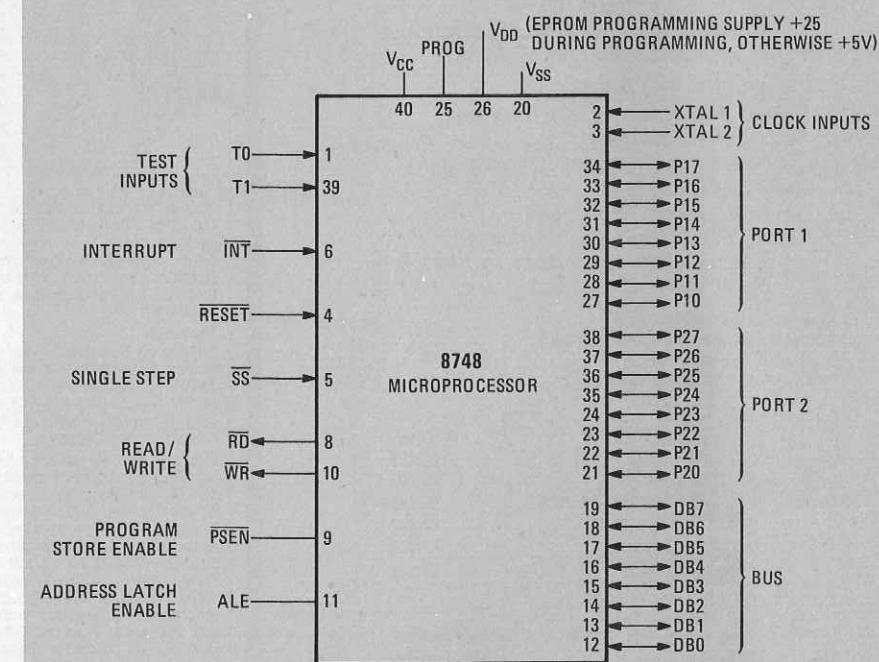 V_DD (EPROM PROGRAMMING SUPPLY +25
DURING PROGRAMMING, OTHERWISE +5V)
V_CC PROG V_SS
40 25 26 20
TEST INPUTS
T0 1
T1 39
INTERRUPT INT 6
RESET 4
SINGLE STEP SS 5
READ/
WRITE
RD 8
WR 10
PROGRAM
STORE ENABLE
PSEN 9
ADDRESS LATCH
ENABLE
ALE 11
8748
MICROPROCESSOR
2 XTAL 1
3 XTAL 2
CLOCK INPUTS
34 P17
33 P16
32 P15
31 P14
30 P13
29 P12
28 P11
27 P10
PORT 1
38 P27
37 P26
36 P25
35 P24
24 P23
23 P22
22 P21
21 P20
PORT 2
19 DB7
18 DB6
17 DB5
16 DB4
15 DB3
14 DB2
13 DB1
12 DB0
BUS